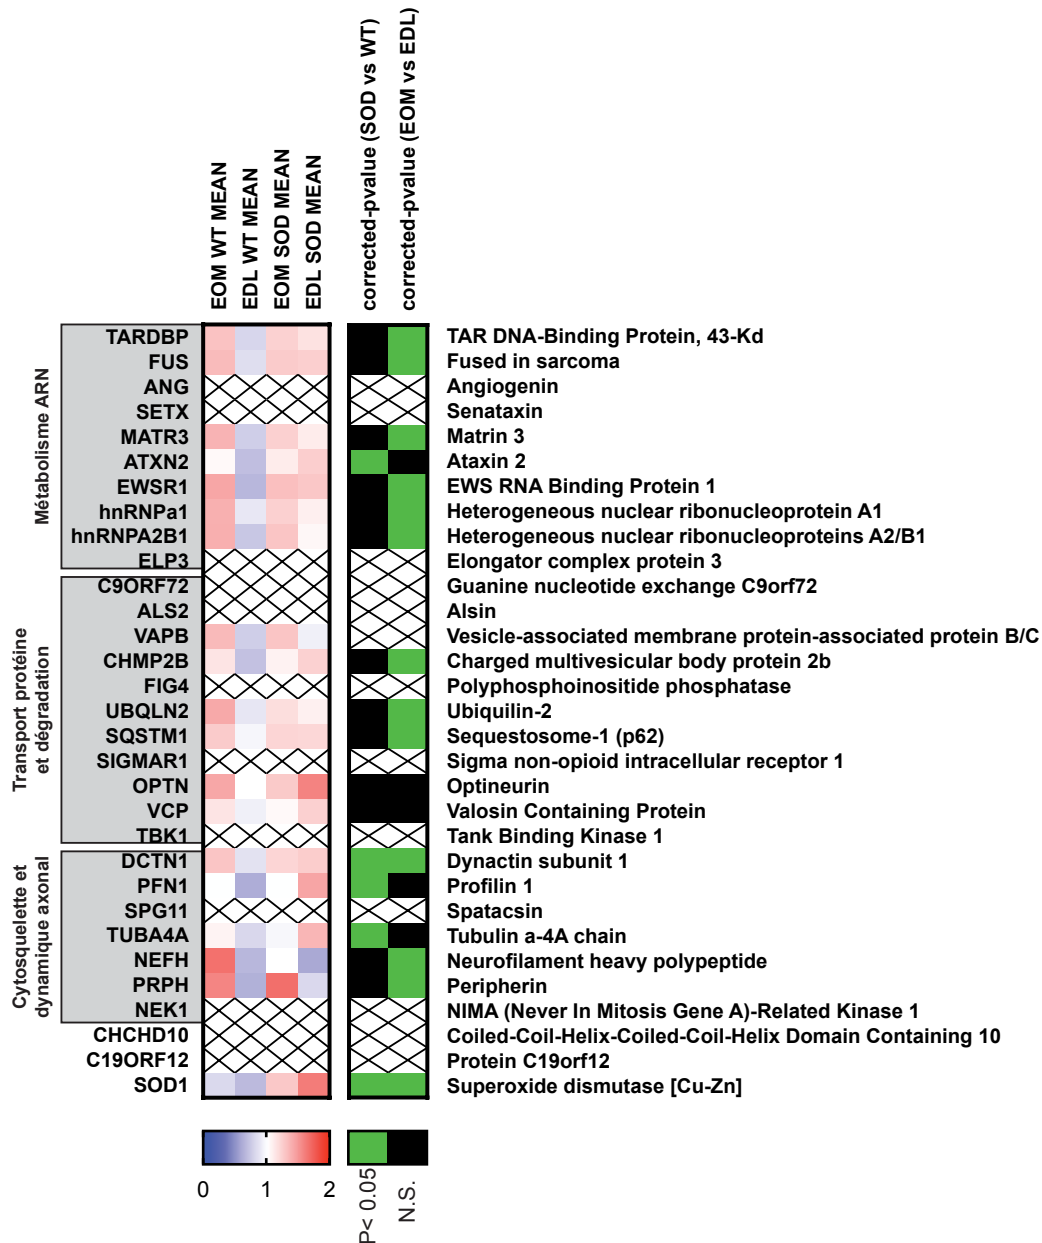 EOM WT MEAN
EDL WT MEAN
EOM SOD MEAN
EDL SOD MEAN
corrected-pvalue (SOD vs WT)
corrected-pvalue (EOM vs EDL)
Métabolisme ARN
TARDBP TAR DNA-Binding Protein, 43-Kd
FUS Fused in sarcoma
ANG Angiogenin
SETX Senataxin
MATR3 Matrin 3
ATXN2 Ataxin 2
EWSR1 EWS RNA Binding Protein 1
hnRNPa1 Heterogeneous nuclear ribonucleoprotein A1
hnRNPA2B1 Heterogeneous nuclear ribonucleoproteins A2/B1
ELP3 Elongator complex protein 3
Transport protéine
et dégradation
C9ORF72 Guanine nucleotide exchange C9orf72
ALS2 Alsin
VAPB Vesicle-associated membrane protein-associated protein B/C
CHMP2B Charged multivesicular body protein 2b
FIG4 Polyphosphoinositide phosphatase
UBQLN2 Ubiquilin-2
SQSTM1 Sequestosome-1 (p62)
SIGMAR1 Sigma non-opioid intracellular receptor 1
OPTN Optineurin
VCP Valosin Containing Protein
TBK1 Tank Binding Kinase 1
Cytosquelette et
dynamique axonal
DCTN1 Dynactin subunit 1
PFN1 Profilin 1
SPG11 Spatacsin
TUBA4A Tubulin a-4A chain
NEFH Neurofilament heavy polypeptide
PRPH Peripherin
NEK1 NIMA (Never In Mitosis Gene A)-Related Kinase 1
CHCHD10 Coiled-Coil-Helix-Coiled-Coil-Helix Domain Containing 10
C19ORF12 Protein C19orf12
SOD1 Superoxide dismutase [Cu-Zn]
0 1 2
P< 0.05
N.S.